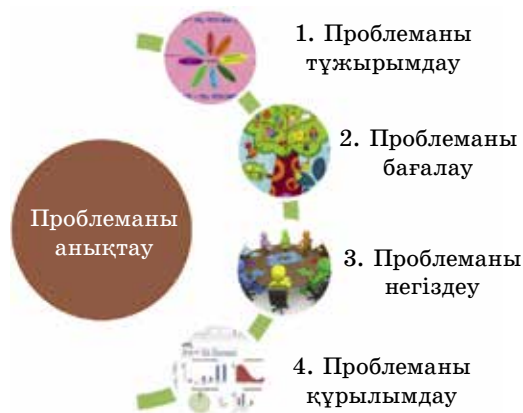 1. Проблеманы
тұжырымдау
2. Проблеманы
бағалау
Проблеманы
анықтау
3. Проблеманы
негіздеу
4. Проблеманы
құрылымдау